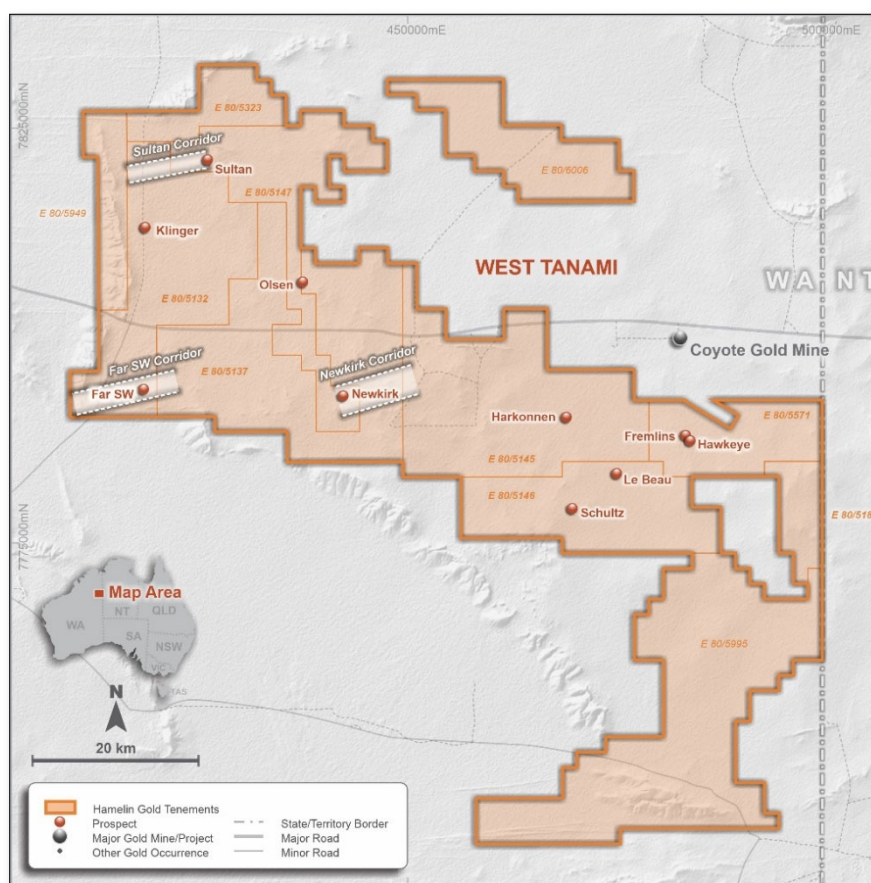 450000mE
500000mE
7825000mN
E 80/5323
Sultan Corridor
Sultan
E 80/6006
E 80/5147
E 80/5949
Klinger
WEST TANAMI
WA
NT
Olsen
E 80/5132
Coyote Gold Mine
Far SW Corridor
Newkirk Corridor
E 80/5137
Far SW
Newkirk
Harkonnen
E 80/5571
Fremlins
Hawkeye
E 80/5145
Le Beau
E 80/5146
Schultz
7775000mN
E 80/518
Map Area
NT
QLD
WA
SA
NSW
VIC
TAS
E 80/5995
N
20 km
Hamelin Gold Tenements
Prospect
State/Territory Border
Major Gold Mine/Project
Major Road
Other Gold Occurrence
Minor Road